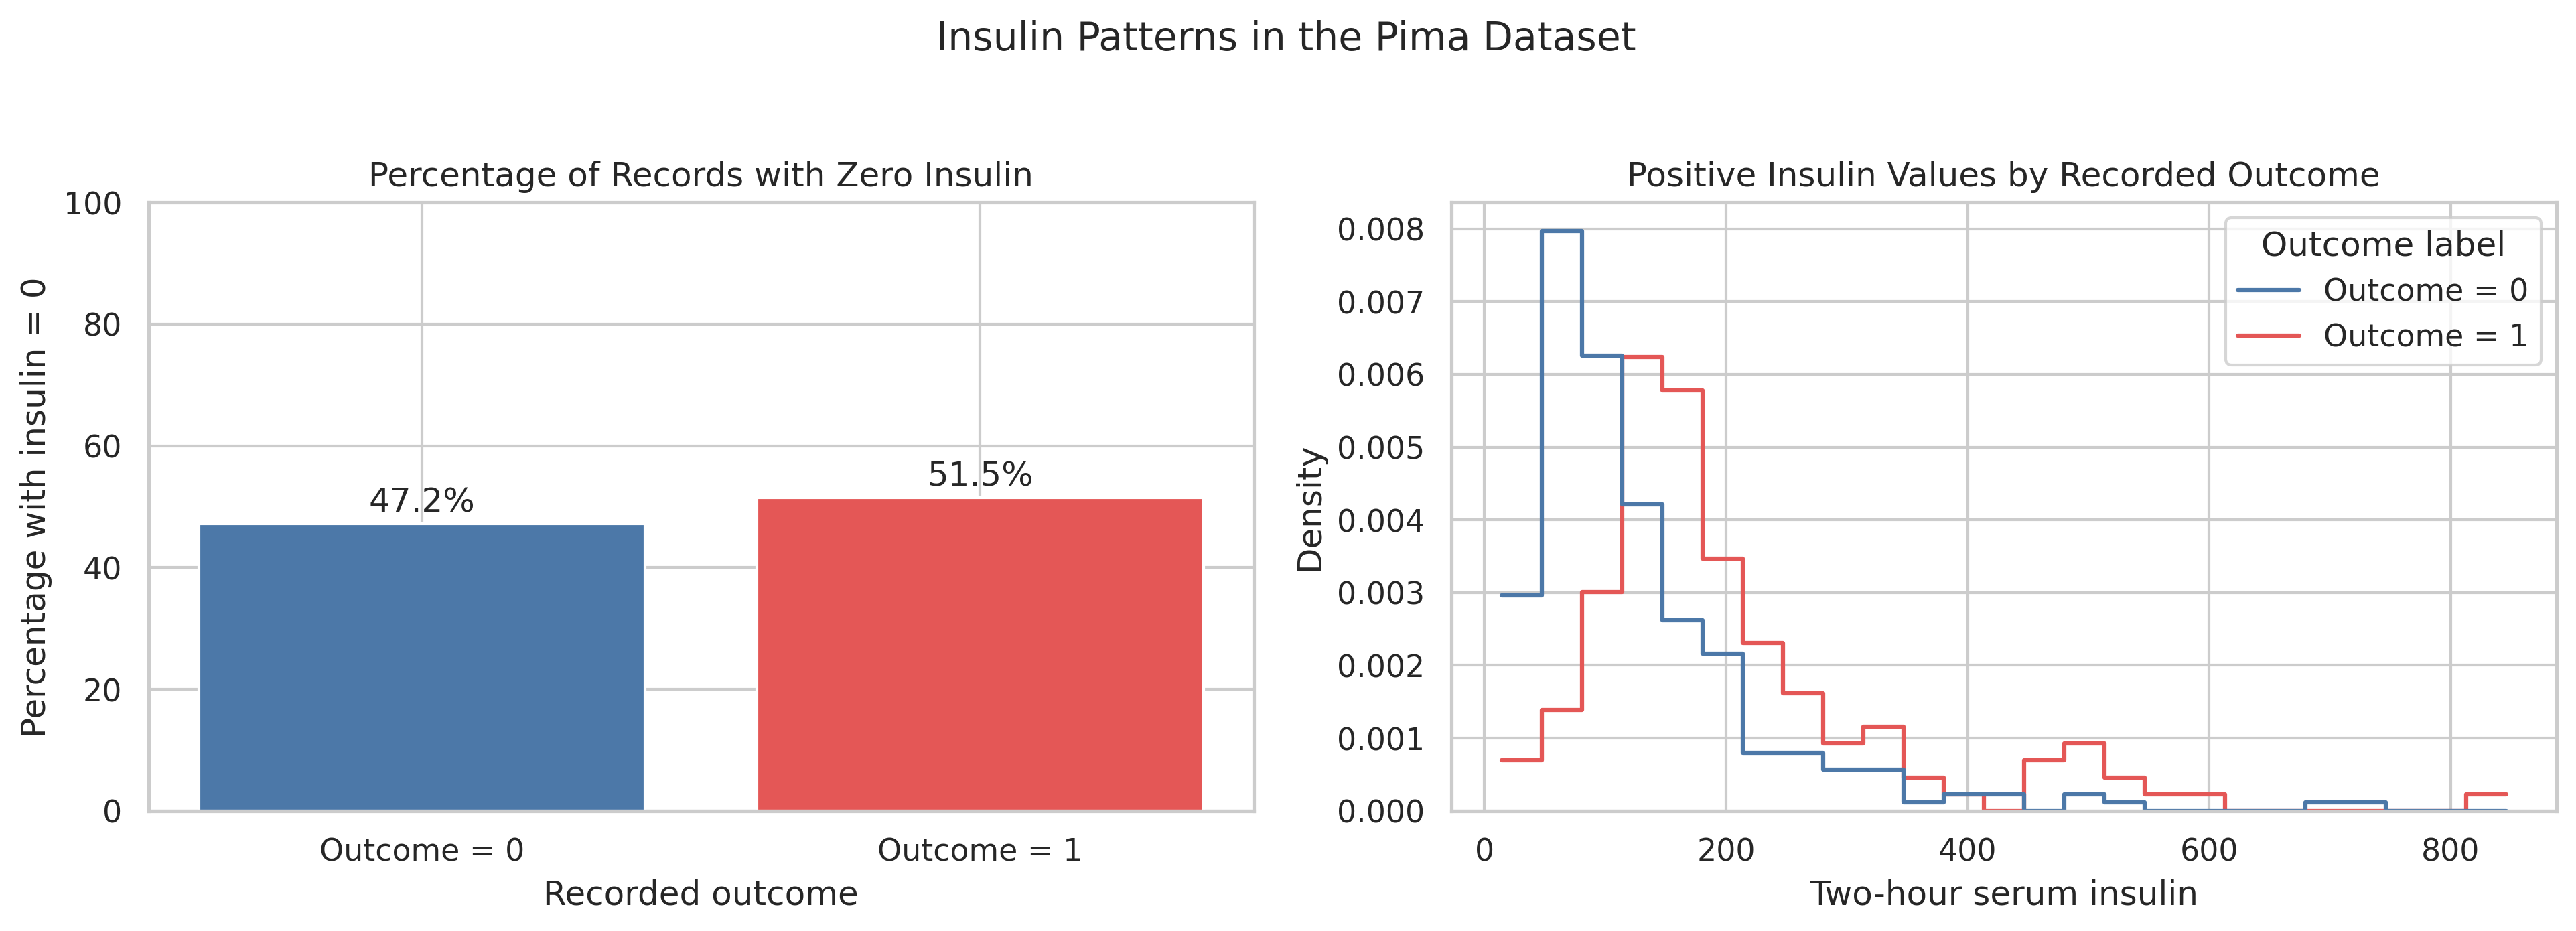 Insulin Patterns in the Pima Dataset
Percentage of Records with Zero Insulin
Percentage with insulin = 0
100
80
60
40
20
0
47.2%
51.5%
Outcome = 0
Outcome = 1
Recorded outcome
Positive Insulin Values by Recorded Outcome
Density
0.008
0.007
0.006
0.005
0.004
0.003
0.002
0.001
0.000
Outcome label
Outcome = 0
Outcome = 1
0
200
400
600
800
Two-hour serum insulin